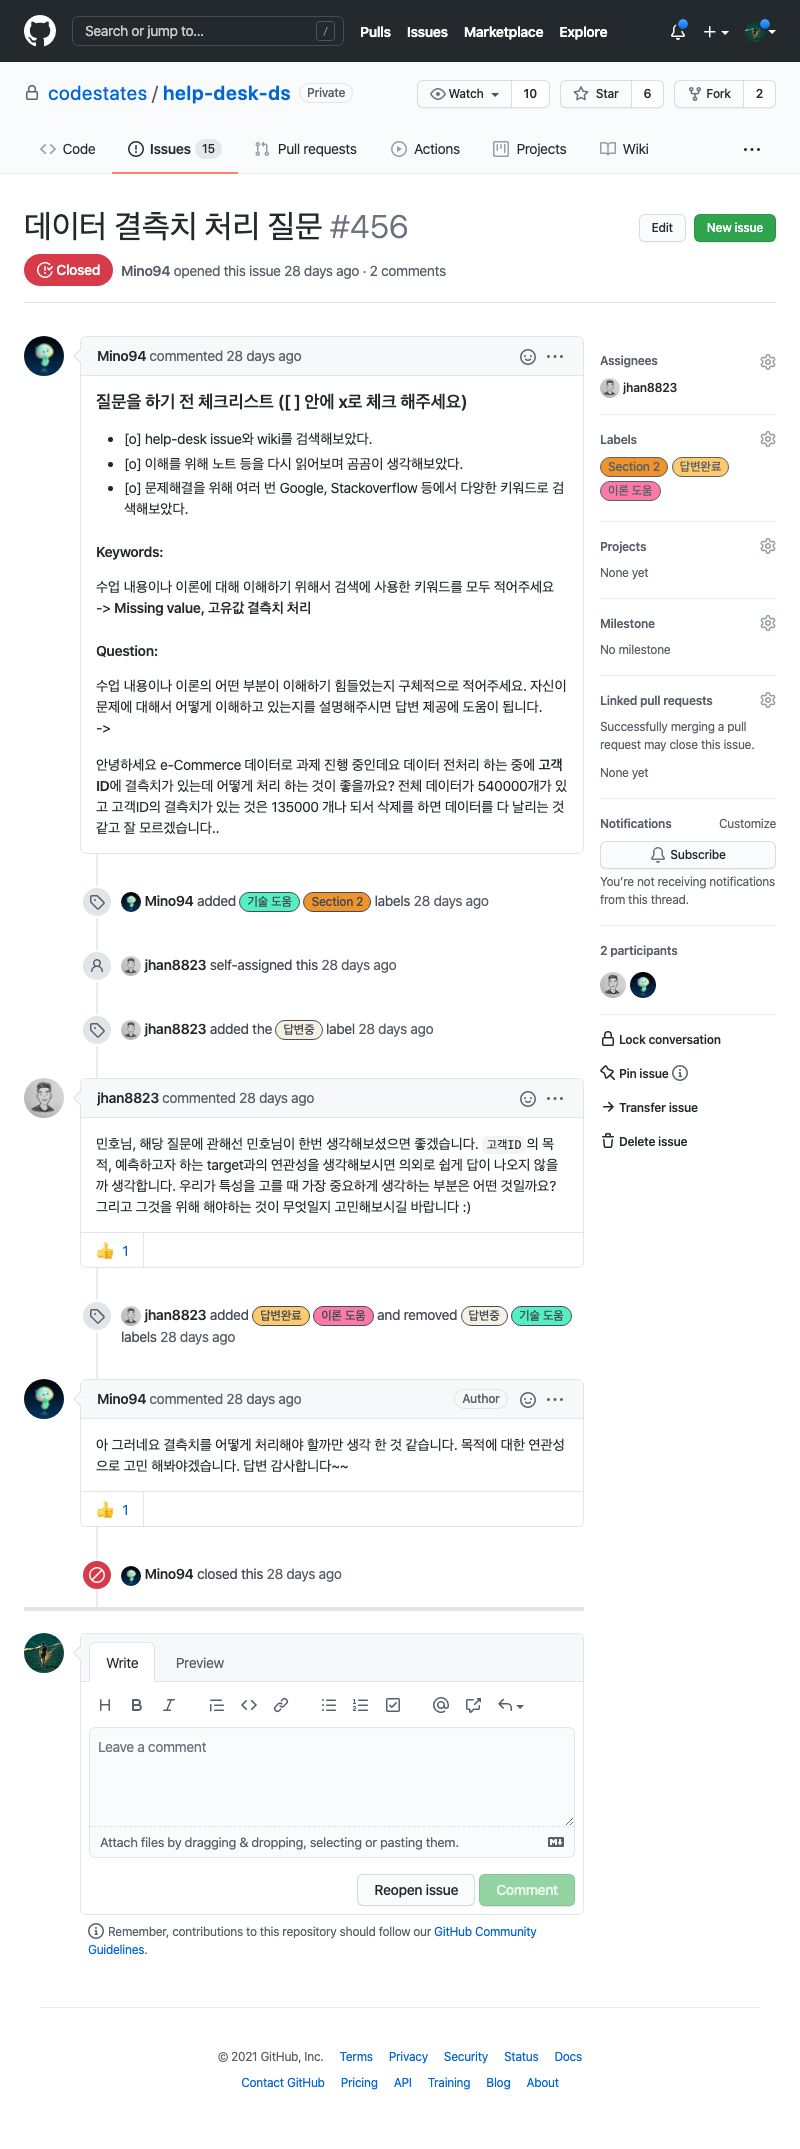 Search or jump to... /
Pulls Issues Marketplace Explore
codestates / help-desk-ds Private
Watch 10 Star 6 Fork 2
Code Issues 15 Pull requests Actions Projects Wiki
데이터 결측치 처리 질문 #456
Edit New issue
Closed Mino94 opened this issue 28 days ago · 2 comments
Mino94 commented 28 days ago
질문을 하기 전 체크리스트 ([ ] 안에 x로 체크 해주세요)
[o] help-desk issue와 wiki를 검색해보았다.
[o] 이해를 위해 노트 등을 다시 읽어보며 곰곰이 생각해보았다.
[o] 문제해결을 위해 여러 번 Google, Stackoverflow 등에서 다양한 키워드로 검
색해보았다.
Keywords:
수업 내용이나 이론에 대해 이해하기 위해서 검색에 사용한 키워드를 모두 적어주세요
-> Missing value, 고유값 결측치 처리
Question:
수업 내용이나 이론의 어떤 부분이 이해하기 힘들었는지 구체적으로 적어주세요. 자신이
문제에 대해서 어떻게 이해하고 있는지를 설명해주시면 답변 제공에 도움이 됩니다.
->
안녕하세요 e-Commerce 데이터로 과제 진행 중인데요 데이터 전처리 하는 중에 고객
ID에 결측치가 있는데 어떻게 처리 하는 것이 좋을까요? 전체 데이터가 540000개가 있
고 고객ID의 결측치가 있는 것은 135000 개나 되서 삭제를 하면 데이터를 다 날리는 것
같고 잘 모르겠습니다..
Mino94 added 기술 도움 Section 2 labels 28 days ago
jhan8823 self-assigned this 28 days ago
jhan8823 added the 답변중 label 28 days ago
jhan8823 commented 28 days ago
민호님, 해당 질문에 관해선 민호님이 한번 생각해보셨으면 좋겠습니다. 고객ID 의 목
적, 예측하고자 하는 target과의 연관성을 생각해보시면 의외로 쉽게 답이 나오지 않을
까 생각합니다. 우리가 특성을 고를 때 가장 중요하게 생각하는 부분은 어떤 것일까요?
그리고 그것을 위해 해야하는 것이 무엇일지 고민해보시길 바랍니다 :)
👍 1
jhan8823 added 답변완료 이론 도움 and removed 답변중 기술 도움
labels 28 days ago
Mino94 commented 28 days ago Author
아 그러네요 결측치를 어떻게 처리해야 할까만 생각 한 것 같습니다. 목적에 대한 연관성
으로 고민 해봐야겠습니다. 답변 감사합니다~~
👍 1
Mino94 closed this 28 days ago
Write Preview
Leave a comment
Attach files by dragging & dropping, selecting or pasting them.
Reopen issue Comment
Remember, contributions to this repository should follow our GitHub Community
Guidelines.
Assignees
jhan8823
Labels
Section 2 답변완료
이론 도움
Projects
None yet
Milestone
No milestone
Linked pull requests
Successfully merging a pull
request may close this issue.
None yet
Notifications Customize
Subscribe
You're not receiving notifications
from this thread.
2 participants
Lock conversation
Pin issue
Transfer issue
Delete issue
© 2021 GitHub, Inc. Terms Privacy Security Status Docs
Contact GitHub Pricing API Training Blog About